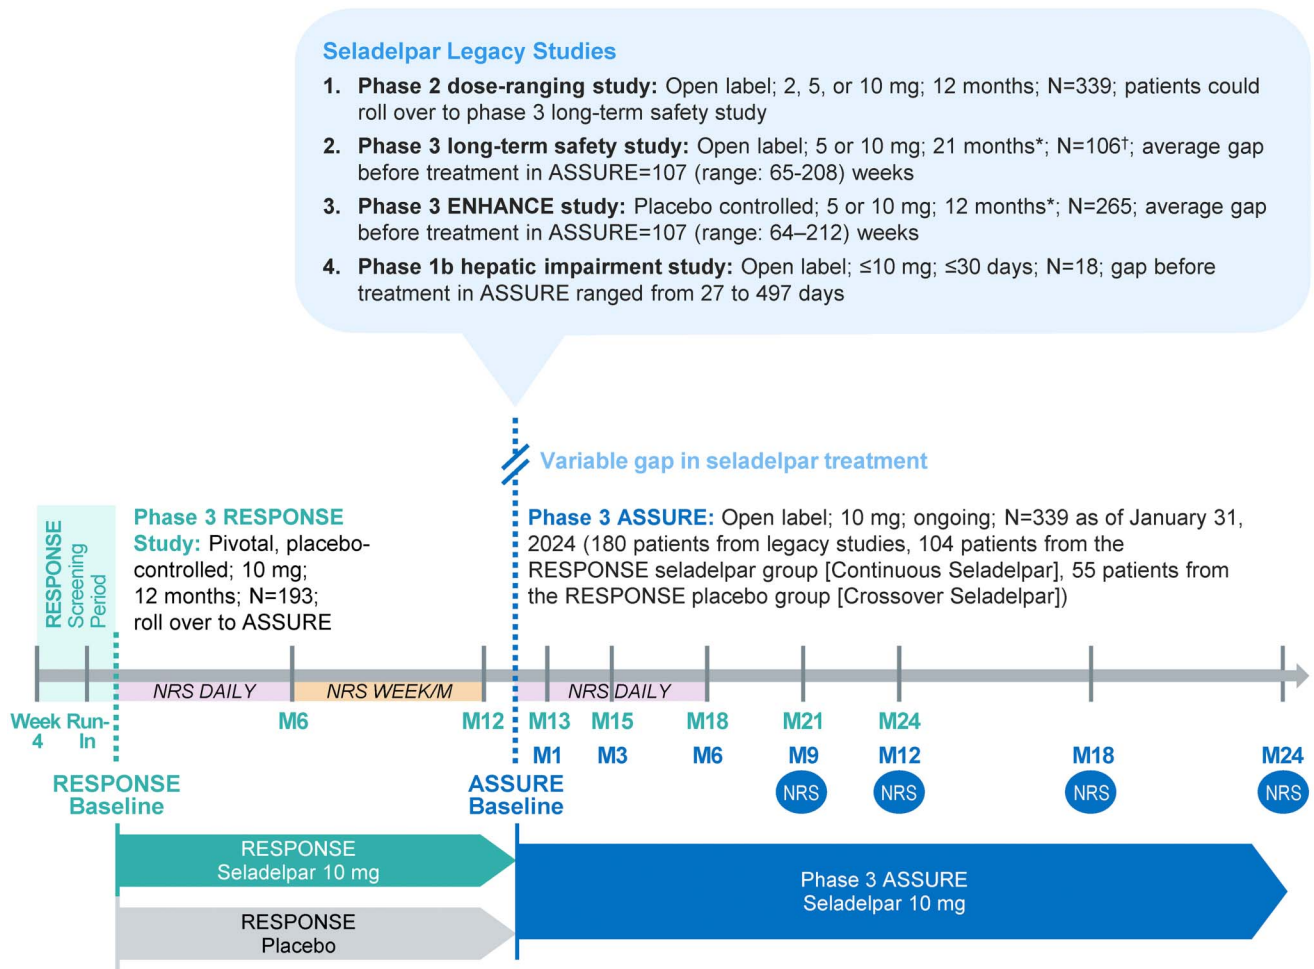 Seladelpar Legacy Studies
1. Phase 2 dose-ranging study: Open label; 2, 5, or 10 mg; 12 months; N=339; patients could
roll over to phase 3 long-term safety study
2. Phase 3 long-term safety study: Open label; 5 or 10 mg; 21 months*; N=106†; average gap
before treatment in ASSURE=107 (range: 65-208) weeks
3. Phase 3 ENHANCE study: Placebo controlled; 5 or 10 mg; 12 months*; N=265; average gap
before treatment in ASSURE=107 (range: 64–212) weeks
4. Phase 1b hepatic impairment study: Open label; ≤10 mg; ≤30 days; N=18; gap before
treatment in ASSURE ranged from 27 to 497 days
Variable gap in seladelpar treatment
RESPONSE
Screening
Period
Phase 3 RESPONSE
Study: Pivotal, placebo-
controlled; 10 mg;
12 months; N=193;
roll over to ASSURE
Phase 3 ASSURE: Open label; 10 mg; ongoing; N=339 as of January 31,
2024 (180 patients from legacy studies, 104 patients from the
RESPONSE seladelpar group [Continuous Seladelpar], 55 patients from
the RESPONSE placebo group [Crossover Seladelpar])
NRS DAILY
NRS WEEK/M
NRS DAILY
Week
4
Run-
In
M6
M12
M13
M15
M18
M21
M24
M1
M3
M6
M9
M12
M18
M24
RESPONSE
Baseline
ASSURE
Baseline
NRS
NRS
NRS
NRS
RESPONSE
Seladelpar 10 mg
RESPONSE
Placebo
Phase 3 ASSURE
Seladelpar 10 mg